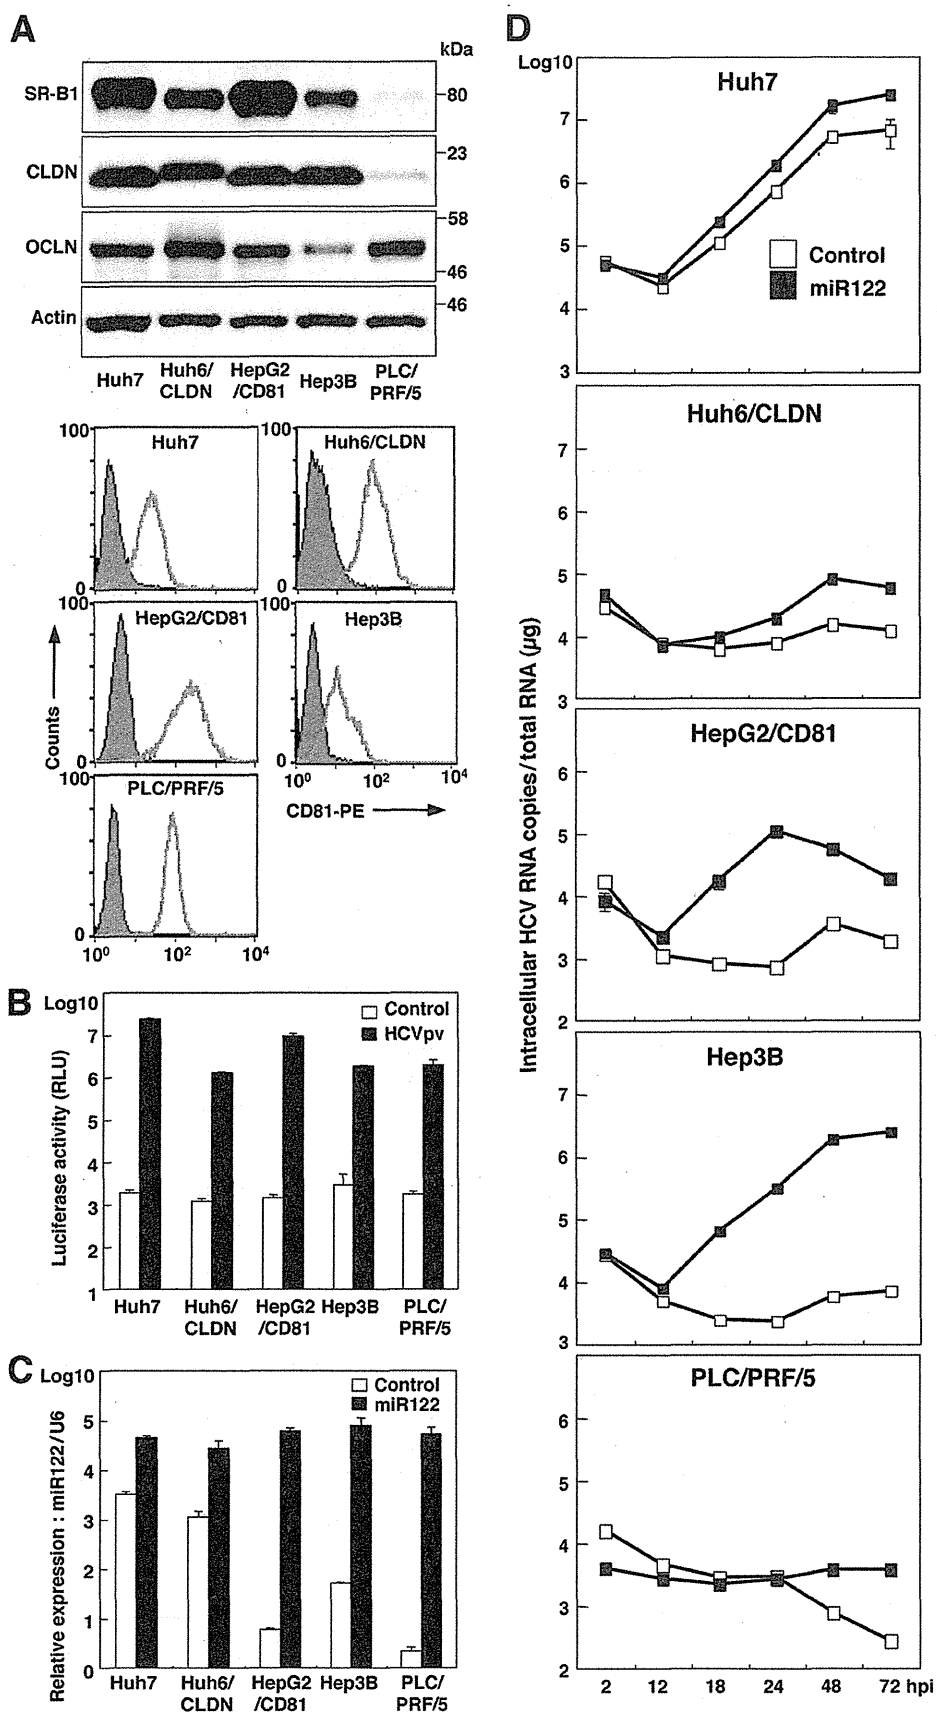 A
kDa
SR-B1
80
CLDN
23
OCLN
58
46
Actin
46
Huh7 Huh6/ CLDN HepG2 /CD81 Hep3B PLC/ PRF/5
100
Huh7
0
100
Huh6/CLDN
0
100
HepG2/CD81
0
100
Hep3B
0
10⁰ 10² 10⁴
Counts
CD81-PE
100
PLC/PRF/5
0
10⁰ 10² 10⁴
B
Log10
Control
HCVpv
7
6
5
4
3
2
1
Luciferase activity (RLU)
Huh7 Huh6/ CLDN HepG2 /CD81 Hep3B PLC/ PRF/5
C
Log10
Control
miR122
5
4
3
2
1
0
Relative expression : miR122/U6
Huh7 Huh6/ CLDN HepG2 /CD81 Hep3B PLC/ PRF/5
D
Log10
Huh7
7
6
5
4
3
Control
miR122
Huh6/CLDN
7
6
5
4
3
Intracellular HCV RNA copies/total RNA (µg)
HepG2/CD81
6
5
4
3
2
Hep3B
7
6
5
4
3
PLC/PRF/5
6
5
4
3
2
2 12 18 24 48 72 hpi